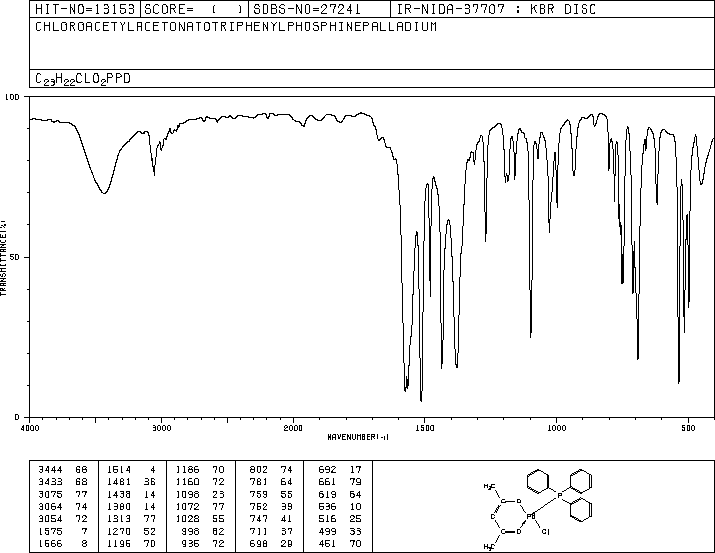 HIT-NO=13153 SCORE= ( ) SDBS-NO=27241 IR-NIDA-37707 : KBR DISC
CHLOROACETYLACETONATOTRIPHENYLPHOSPHINEPALLADIUM
C23H22CLO2PPD
100
50
0
TRANSMITTANCE(%)
4000 3000 2000 1500 1000 500
WAVENUMBER(-1)
3444 68 1514 4 1186 70 802 74 692 17
3433 68 1481 36 1160 72 781 64 661 79
3075 77 1438 14 1098 23 759 55 619 64
3064 74 1380 14 1072 77 752 39 536 10
3054 72 1313 77 1028 55 747 41 516 25
1575 7 1270 52 998 62 711 37 499 33
1566 8 1195 70 935 72 698 29 451 70
H3C
O
P
C
Pd
Cl
O
H3C